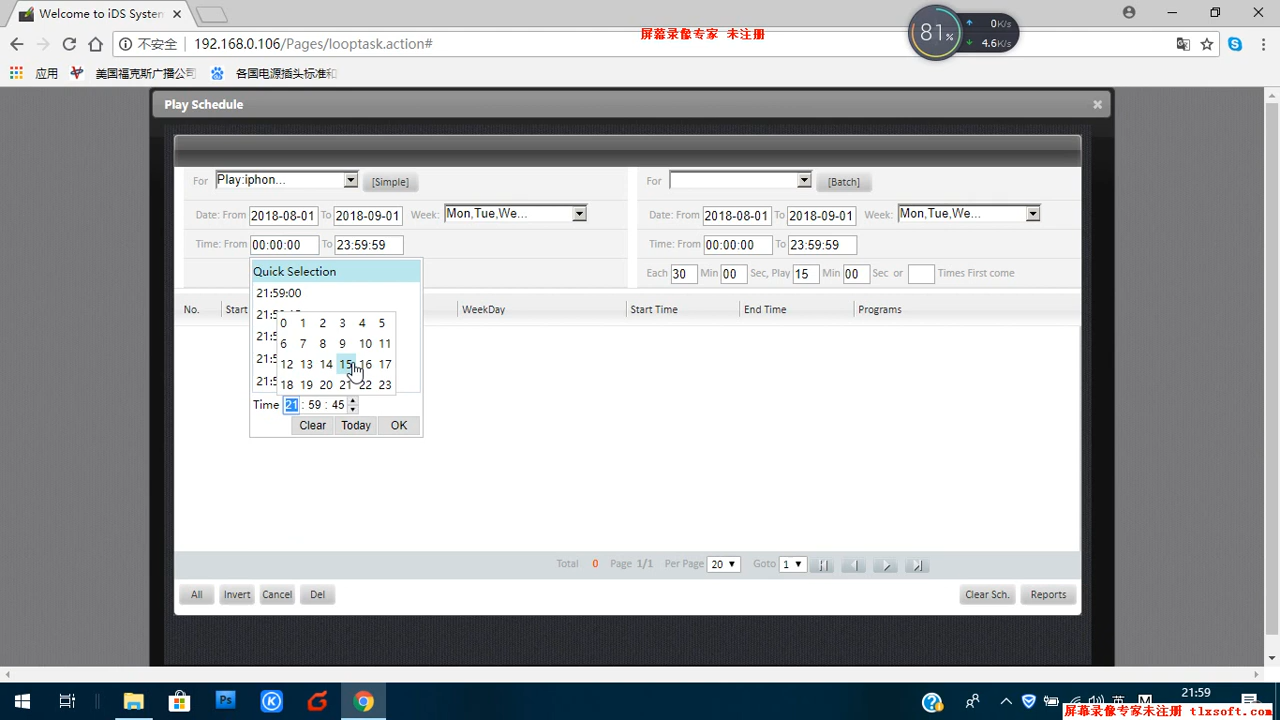 Welcome to iDS System
屏幕录像专家 未注册
81%
0K/s
4.6K/s
不安全
192.168.0.106/Pages/looptask.action#
应用
美国福克斯广播公司
各国电源插头标准和
Play Schedule
For Play:iphon... [Simple]
For [Batch]
Date: From 2018-08-01 To 2018-09-01 Week: Mon,Tue,We...
Date: From 2018-08-01 To 2018-09-01 Week: Mon,Tue,We...
Time: From 00:00:00 To 23:59:59
Time: From 00:00:00 To 23:59:59
Quick Selection
Each 30 Min 00 Sec, Play 15 Min 00 Sec or Times First come
21:59:00
No. Start WeekDay Start Time End Time Programs
0 1 2 3 4 5
21:5 6 7 8 9 10 11
21:5 12 13 14 15 16 17
21:5 18 19 20 21 22 23
Time 21 : 59 : 45
Clear Today OK
Total 0 Page 1/1 Per Page 20 Goto 1
All Invert Cancel Del Clear Sch. Reports
Ps
K
英
M
21:59
屏幕录像专家未注册 tlxsoft.com